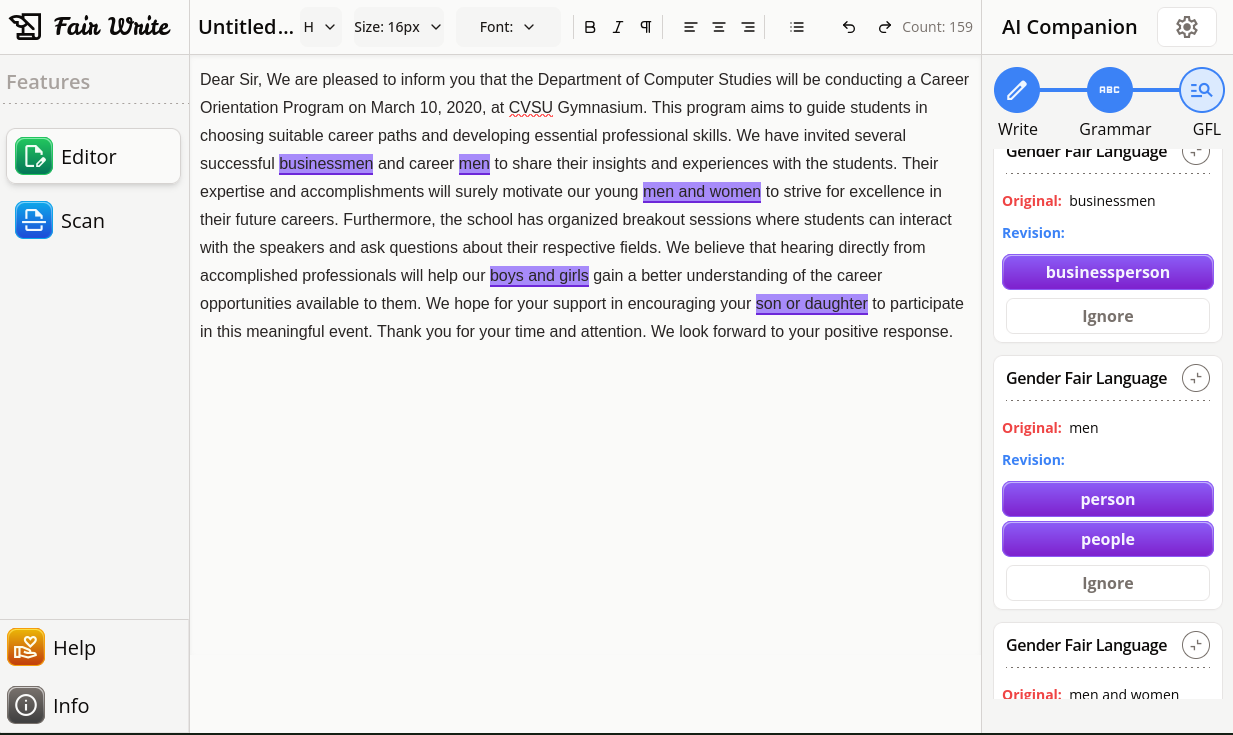 Fair Write
Untitled...
H
Size: 16px
Font:
B I ¶
Count: 159
AI Companion
Features
Editor
Scan
Help
Info
Dear Sir, We are pleased to inform you that the Department of Computer Studies will be conducting a Career
Orientation Program on March 10, 2020, at CVSU Gymnasium. This program aims to guide students in
choosing suitable career paths and developing essential professional skills. We have invited several
successful businessmen and career men to share their insights and experiences with the students. Their
expertise and accomplishments will surely motivate our young men and women to strive for excellence in
their future careers. Furthermore, the school has organized breakout sessions where students can interact
with the speakers and ask questions about their respective fields. We believe that hearing directly from
accomplished professionals will help our boys and girls gain a better understanding of the career
opportunities available to them. We hope for your support in encouraging your son or daughter to participate
in this meaningful event. Thank you for your time and attention. We look forward to your positive response.
ABC
Write
Grammar
GFL
Gender Fair Language
Original: businessmen
Revision:
businessperson
Ignore
Gender Fair Language
Original: men
Revision:
person
people
Ignore
Gender Fair Language
Original: men and women